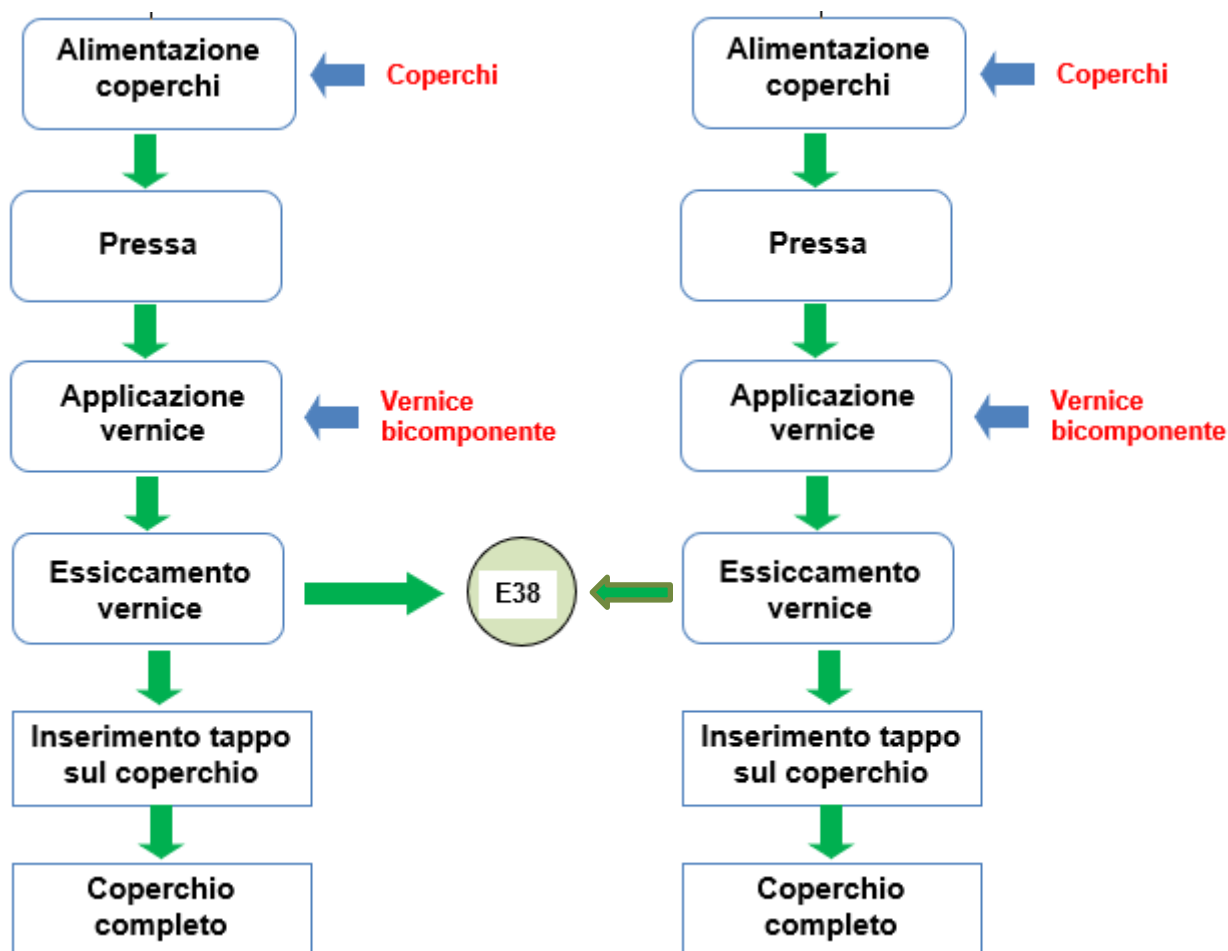 Alimentazione
coperchi
Coperchi
Pressa
Applicazione
vernice
Vernice
bicomponente
Essiccamento
vernice
E38
Inserimento tappo
sul coperchio
Coperchio
completo
Alimentazione
coperchi
Coperchi
Pressa
Applicazione
vernice
Vernice
bicomponente
Essiccamento
vernice
Inserimento tappo
sul coperchio
Coperchio
completo